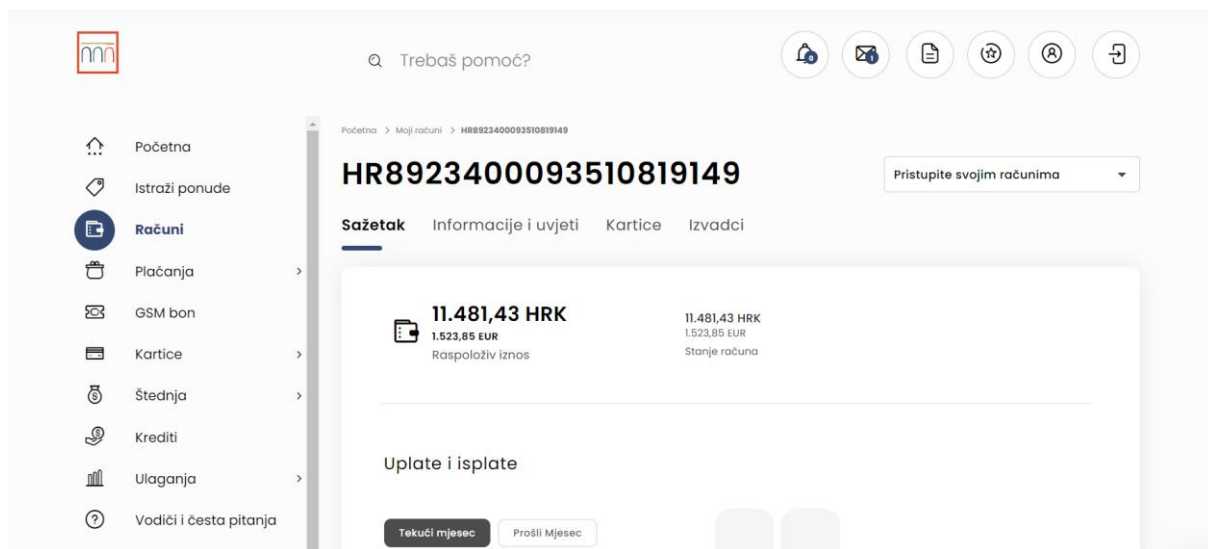 Trebaš pomoć?
0
1
Početna
Istraži ponude
Računi
Plaćanja
GSM bon
Kartice
Štednja
Krediti
Ulaganja
Vodiči i česta pitanja
Početna > Moji računi > HR8923400093510819149
HR8923400093510819149
Pristupite svojim računima
Sažetak Informacije i uvjeti Kartice Izvadci
11.481,43 HRK
1.523,85 EUR
Raspoloživ iznos
11.481,43 HRK
1.523,85 EUR
Stanje računa
Uplate i isplate
Tekući mjesec Prošli Mjesec